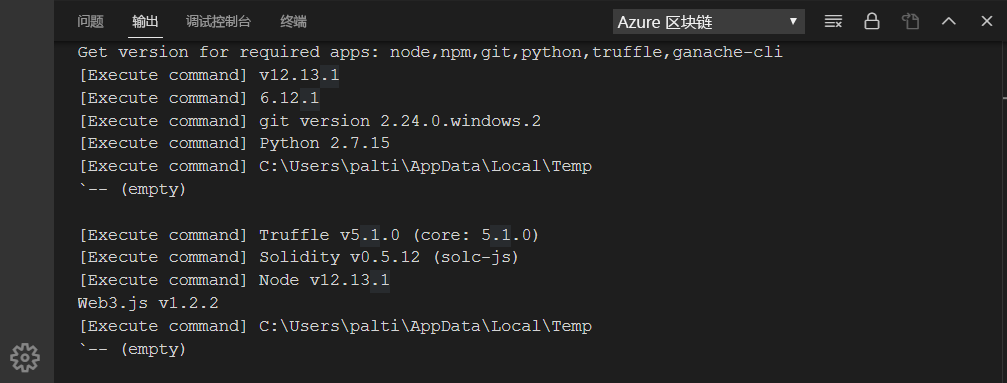 问题 输出 调试控制台 终端 Azure 区块链
Get version for required apps: node,npm,git,python,truffle,ganache-cli
[Execute command] v12.13.1
[Execute command] 6.12.1
[Execute command] git version 2.24.0.windows.2
[Execute command] Python 2.7.15
[Execute command] C:\Users\palti\AppData\Local\Temp
`-- (empty)
[Execute command] Truffle v5.1.0 (core: 5.1.0)
[Execute command] Solidity v0.5.12 (solc-js)
[Execute command] Node v12.13.1
Web3.js v1.2.2
[Execute command] C:\Users\palti\AppData\Local\Temp
`-- (empty)